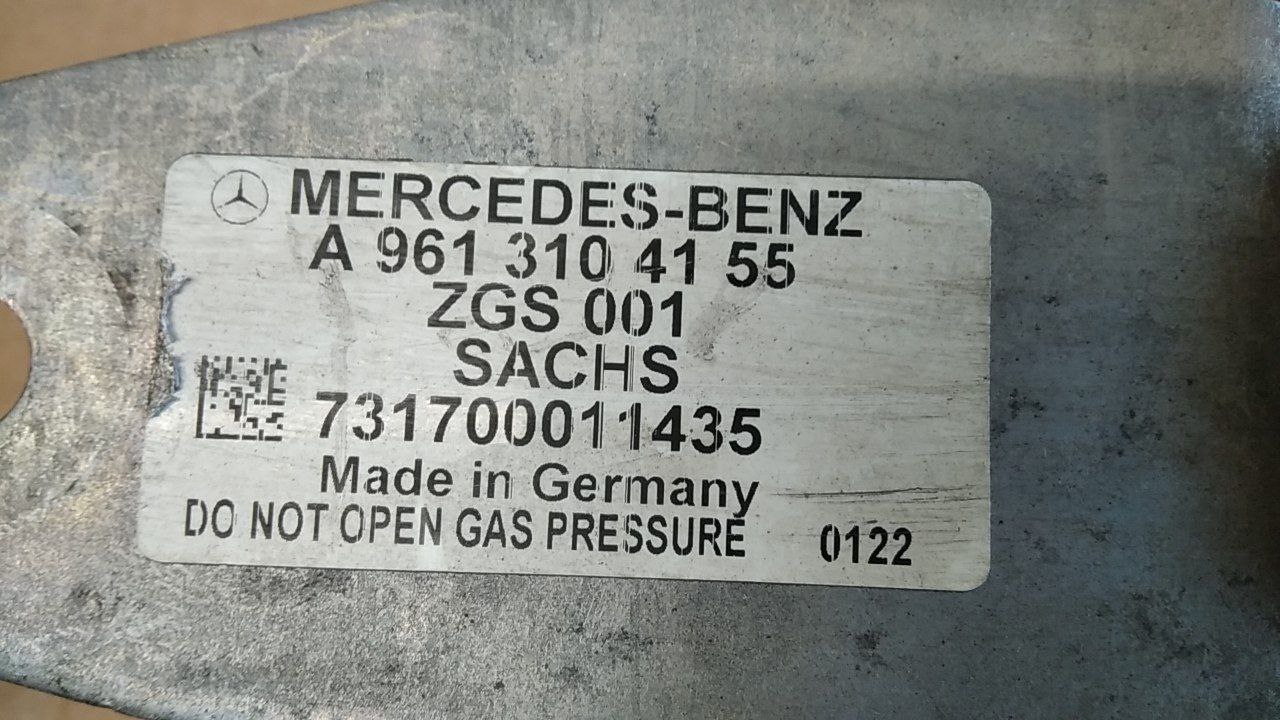 MERCEDES-BENZ
A 961 310 41 55
ZGS 001
SACHS
731700011435
Made in Germany
DO NOT OPEN GAS PRESSURE 0122